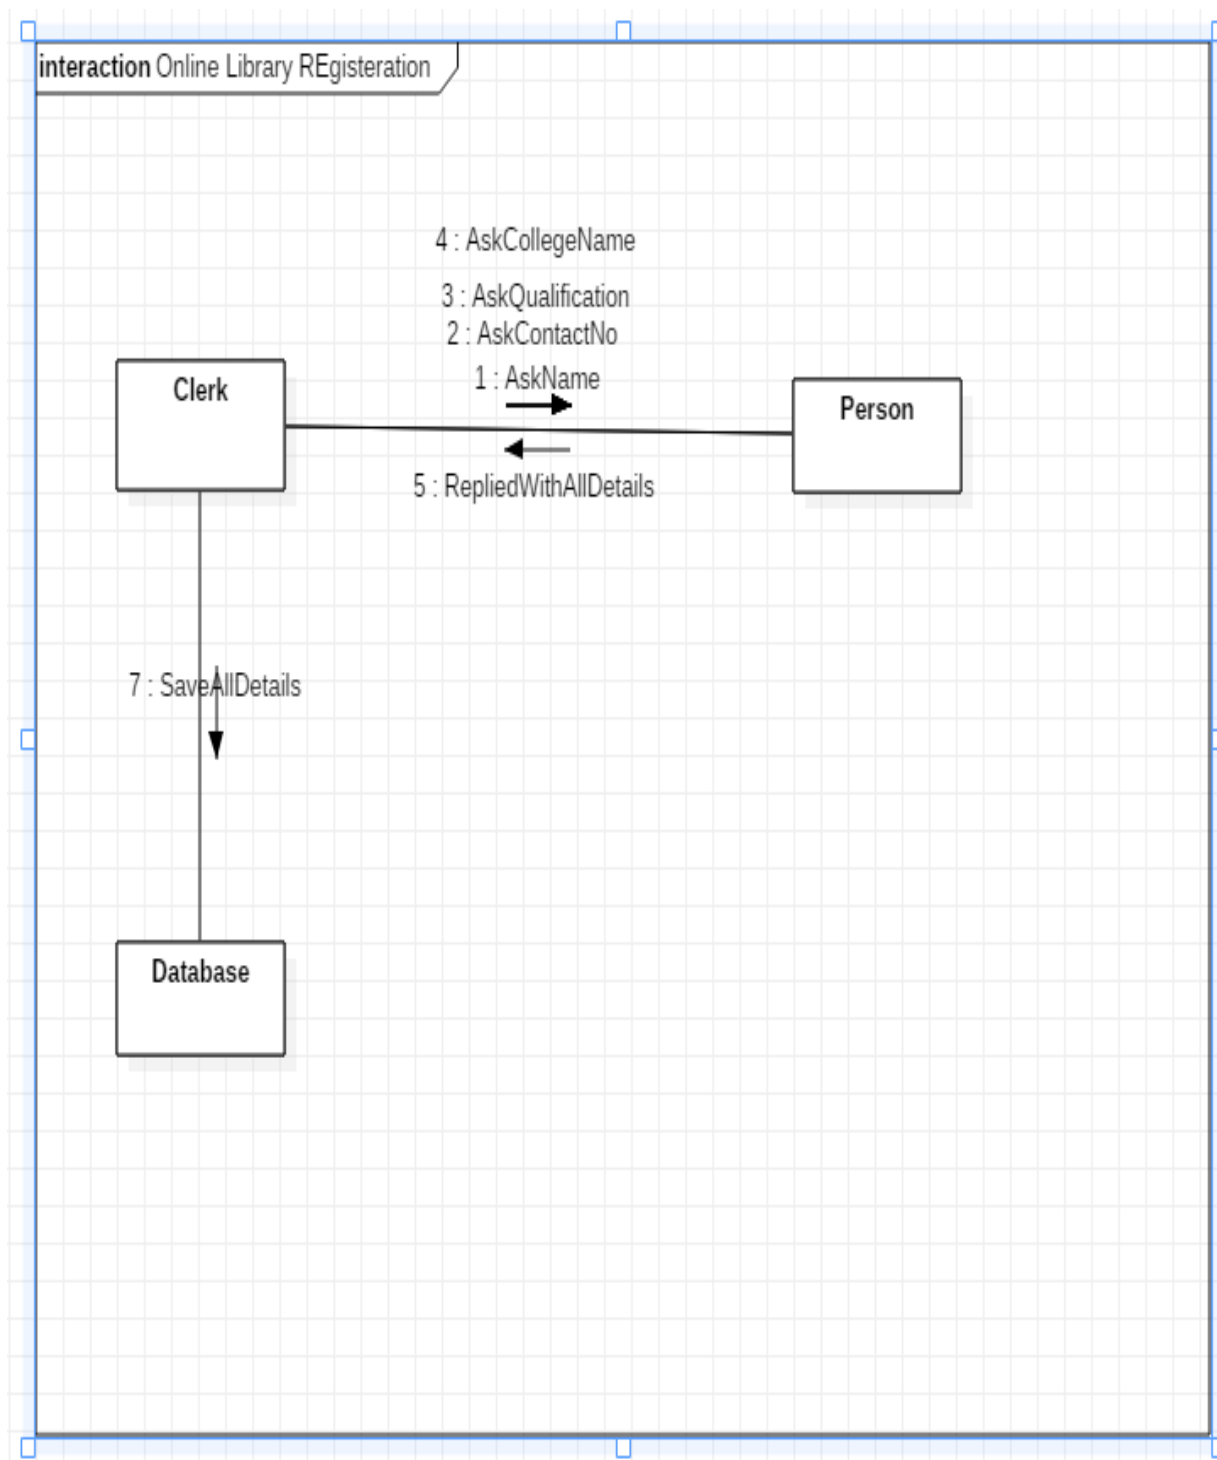 interaction Online Library REgisteration
4 : AskCollegeName
3 : AskQualification
2 : AskContactNo
1 : AskName
Clerk
Person
5 : RepliedWithAllDetails
7 : SaveAllDetails
Database